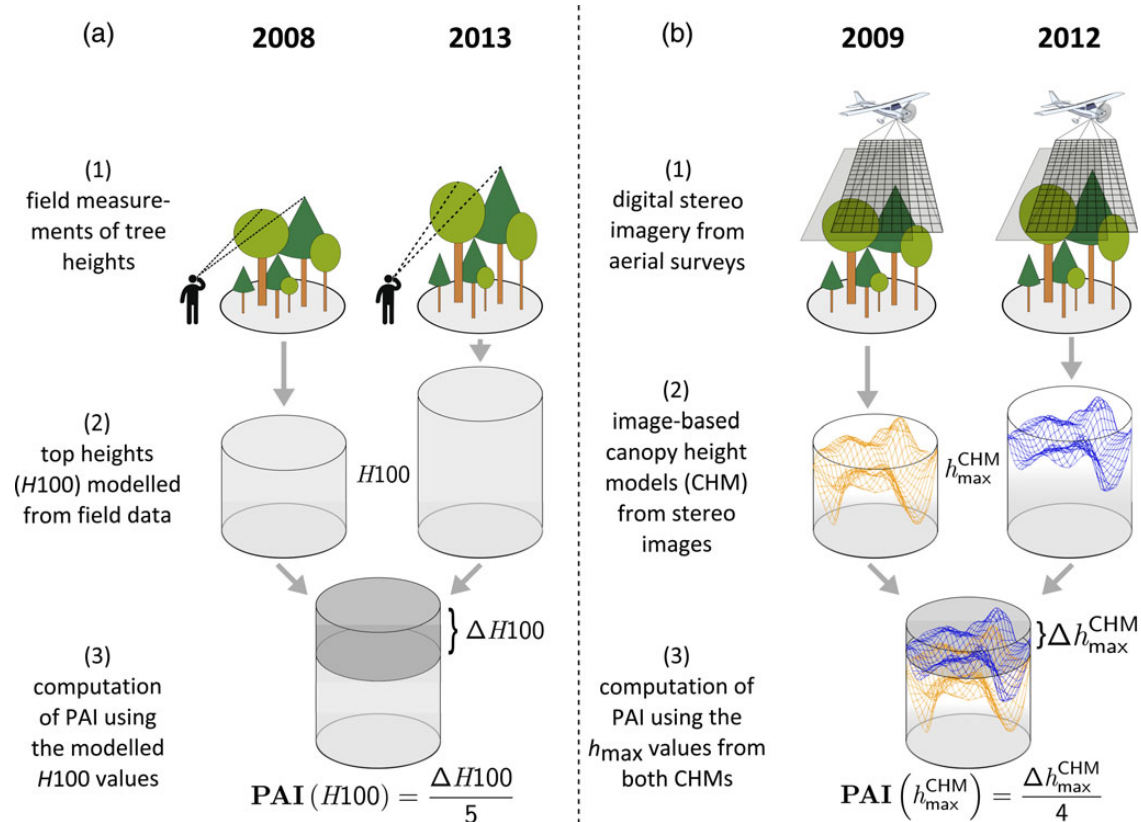 (a)
2008
2013
(1)
field measure-
ments of tree
heights
(2)
top heights
(H100) modelled
from field data
H100
(3)
computation
of PAI using
the modelled
H100 values
ΔH100
PAI (H100) = ΔH100 / 5
(b)
2009
2012
(1)
digital stereo
imagery from
aerial surveys
(2)
image-based
canopy height
models (CHM)
from stereo
images
h_max^CHM
(3)
computation of
PAI using the
h_max values from
both CHMs
Δh_max^CHM
PAI (h_max^CHM) = Δh_max^CHM / 4